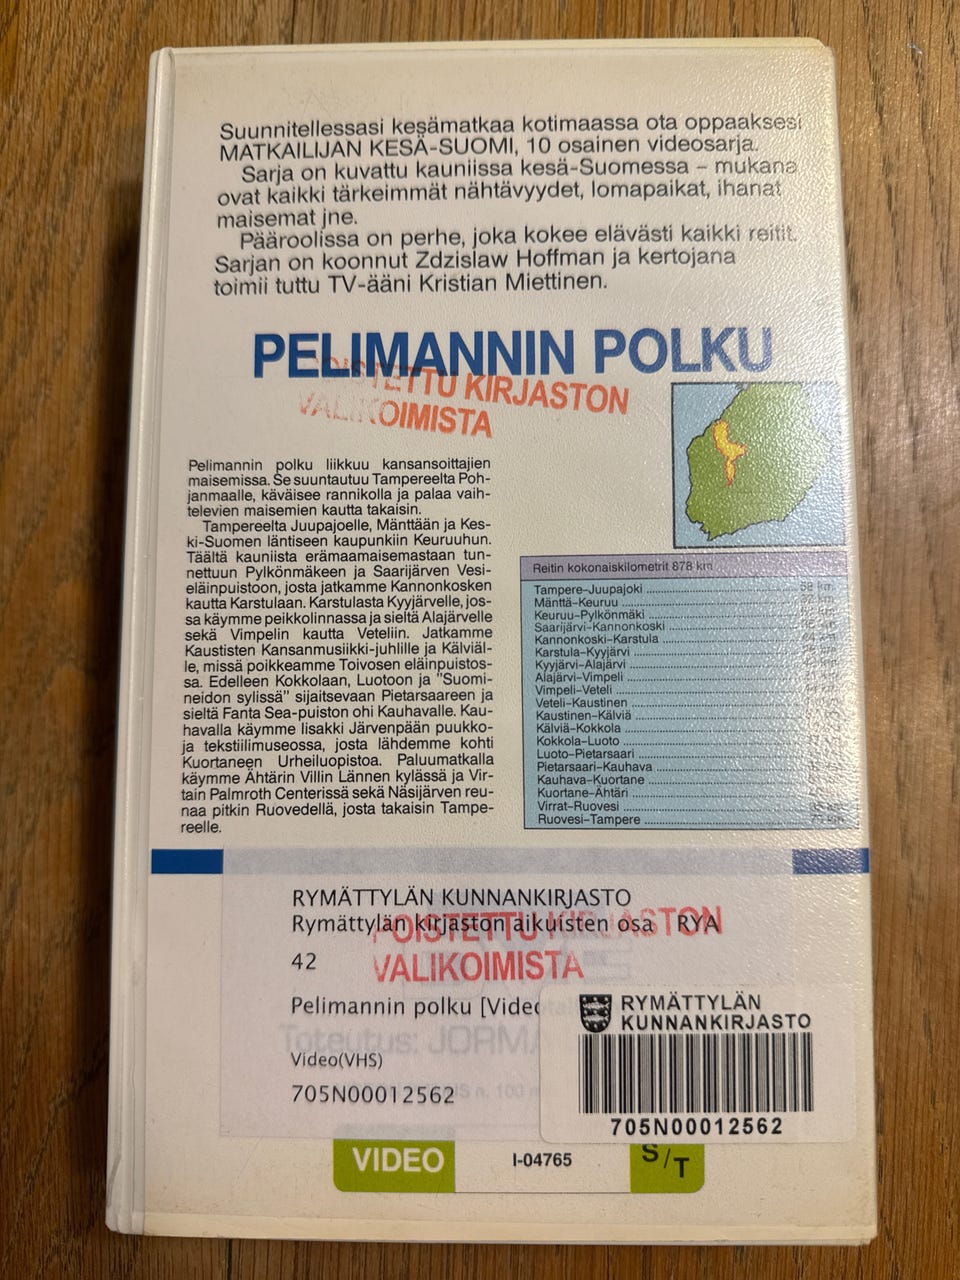 Suunnitellessasi kesämatkaa kotimaassa ota oppaaksesi
MATKAILIJAN KESÄ-SUOMI, 10 osainen videosarja.
Sarja on kuvattu kauniissa kesä-Suomessa – mukana
ovat kaikki tärkeimmät nähtävyydet, lomapaikat, ihanat
maisemat jne.
Pääroolissa on perhe, joka kokee elävästi kaikki reitit.
Sarjan on koonnut Zdzislaw Hoffman ja kertojana
toimii tuttu TV-ääni Kristian Miettinen.
PELIMANNIN POLKU
POISTETTU KIRJASTON
VALIKOIMISTA
Pelimannin polku liikkuu kansansoittajien
maisemissa. Se suuntautuu Tampereelta Poh-
janmaalle, käväisee rannikolla ja palaa vaih-
televien maisemien kautta takaisin.
Tampereelta Juupajoelle, Mänttään ja Kes-
ki-Suomen läntiseen kaupunkiin Keuruuhun.
Täältä kauniista erämaamaisemastaan tun-
nettuun Pylkönmäkeen ja Saarijärven Vesi-
eläinpuistoon, josta jatkamme Kannonkosken
kautta Karstulaan. Karstulasta Kyyjärvelle, jos-
sa käymme peikkolinnassa ja sieltä Alajärvelle
sekä Vimpelin kautta Veteliin. Jatkamme
Kaustisten Kansanmusiikki-juhlille ja Kälviäl-
le, missä poikkeamme Toivosen eläinpuistos-
sa. Edelleen Kokkolaan, Luotoon ja "Suomi-
neidon sylissä" sijaitsevaan Pietarsaareen ja
sieltä Fanta Sea-puiston ohi Kauhavalle. Kau-
havalla käymme Iisakki Järvenpään puukko-
ja tekstiilimuseossa, josta lähdemme kohti
Kuortaneen Urheiluopistoa. Paluumatkalla
käymme Ähtärin Villin Lännen kylässä ja Vir-
tain Palmroth Centerissä sekä Näsijärven reu-
naa pitkin Ruovedellä, josta takaisin Tampe-
reelle.
Reitin kokonaiskilometrit 878 km
Tampere–Juupajoki
Mänttä–Keuruu
Keuruu–Pylkönmäki
Saarijärvi–Kannonkoski
Kannonkoski–Karstula
Karstula–Kyyjärvi
Kyyjärvi–Alajärvi
Alajärvi–Vimpeli
Vimpeli–Veteli
Veteli–Kaustinen
Kaustinen–Kälviä
Kälviä–Kokkola
Kokkola–Luoto
Luoto–Pietarsaari
Pietarsaari–Kauhava
Kauhava–Kuortane
Kuortane–Ähtäri
Virrat–Ruovesi
Ruovesi–Tampere
RYMÄTTYLÄN KUNNANKIRJASTO
Rymättylän kirjaston aikuisten osa RYA
POISTETTU KIRJASTON
VALIKOIMISTA
42
Pelimannin polku [Videc
Toteutus: JORMA
Video(VHS)
705N00012562
RYMÄTTYLÄN
KUNNANKIRJASTO
705N00012562
VIDEO I-04765 S/T